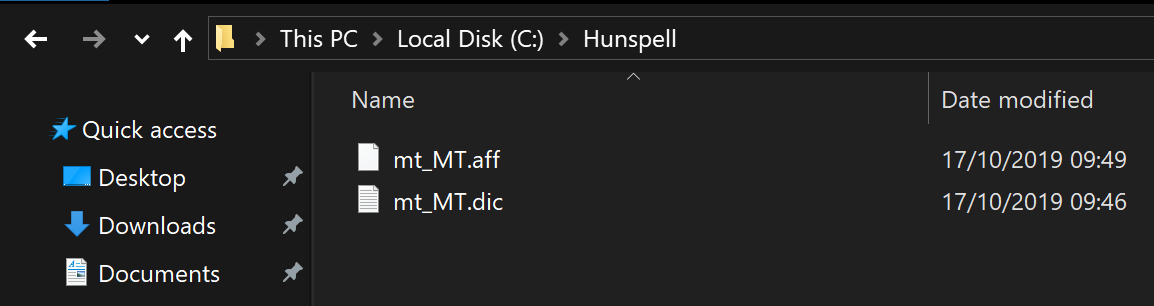 This PC > Local Disk (C:) > Hunspell
Name Date modified
Quick access
mt_MT.aff 17/10/2019 09:49
Desktop
mt_MT.dic 17/10/2019 09:46
Downloads
Documents